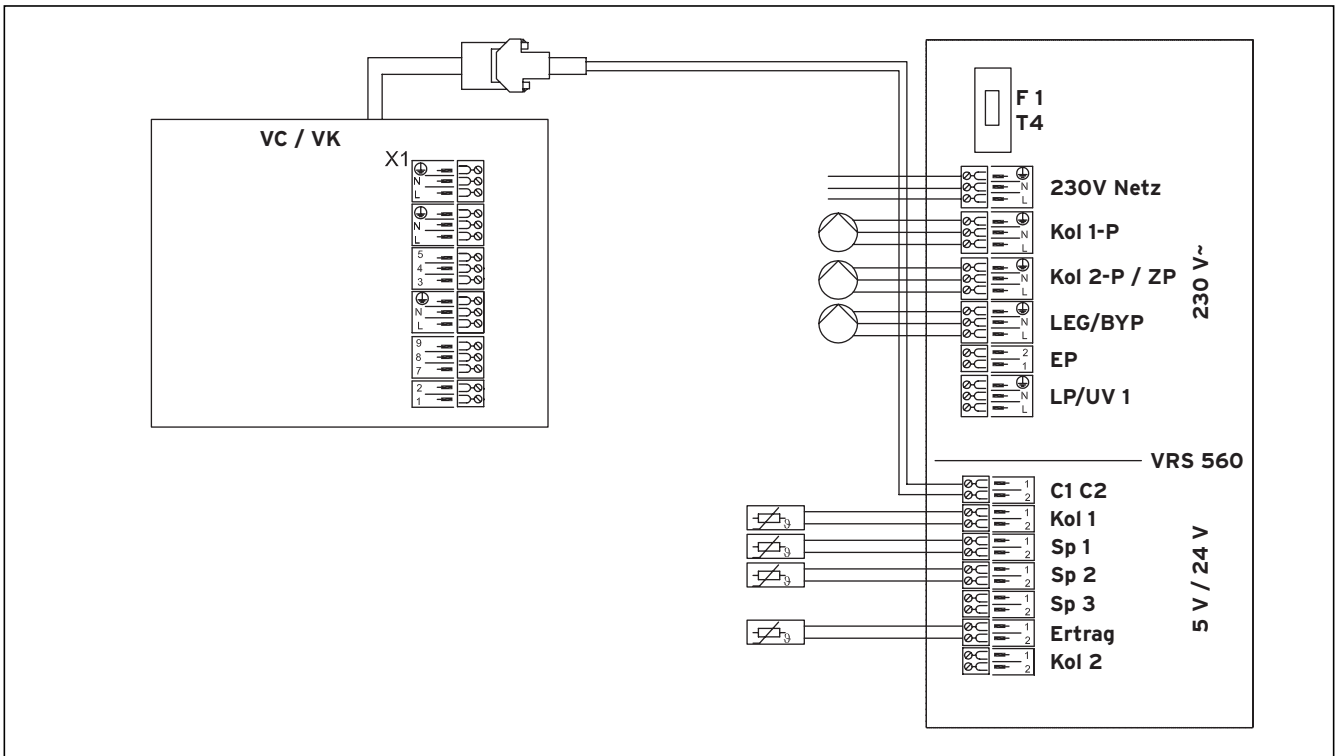 VC / VK
X1
N
L
N
L
5
4
3
N
L
9
8
7
2
1
F 1
T4
N
L
230V Netz
N
L
Kol 1-P
N
L
Kol 2-P / ZP
N
L
LEG/BYP
2
1
EP
N
L
LP/UV 1
230 V~
VRS 560
1
2
C1 C2
1
2
Kol 1
1
2
Sp 1
1
2
Sp 2
1
2
Sp 3
1
2
Ertrag
1
2
Kol 2
5 V / 24 V
ϑ
ϑ
ϑ
ϑ